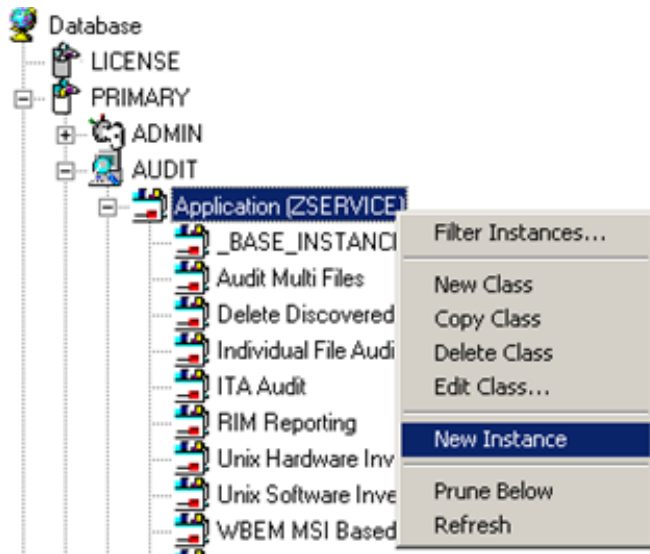 Database
LICENSE
PRIMARY
ADMIN
AUDIT
Application (ZSERVICE)
_BASE_INSTANC
Audit Multi Files
Delete Discovered
Individual File Audi
ITA Audit
RIM Reporting
Unix Hardware Inv
Unix Software Inve
WBEM MSI Based
Filter Instances...
New Class
Copy Class
Delete Class
Edit Class...
New Instance
Prune Below
Refresh